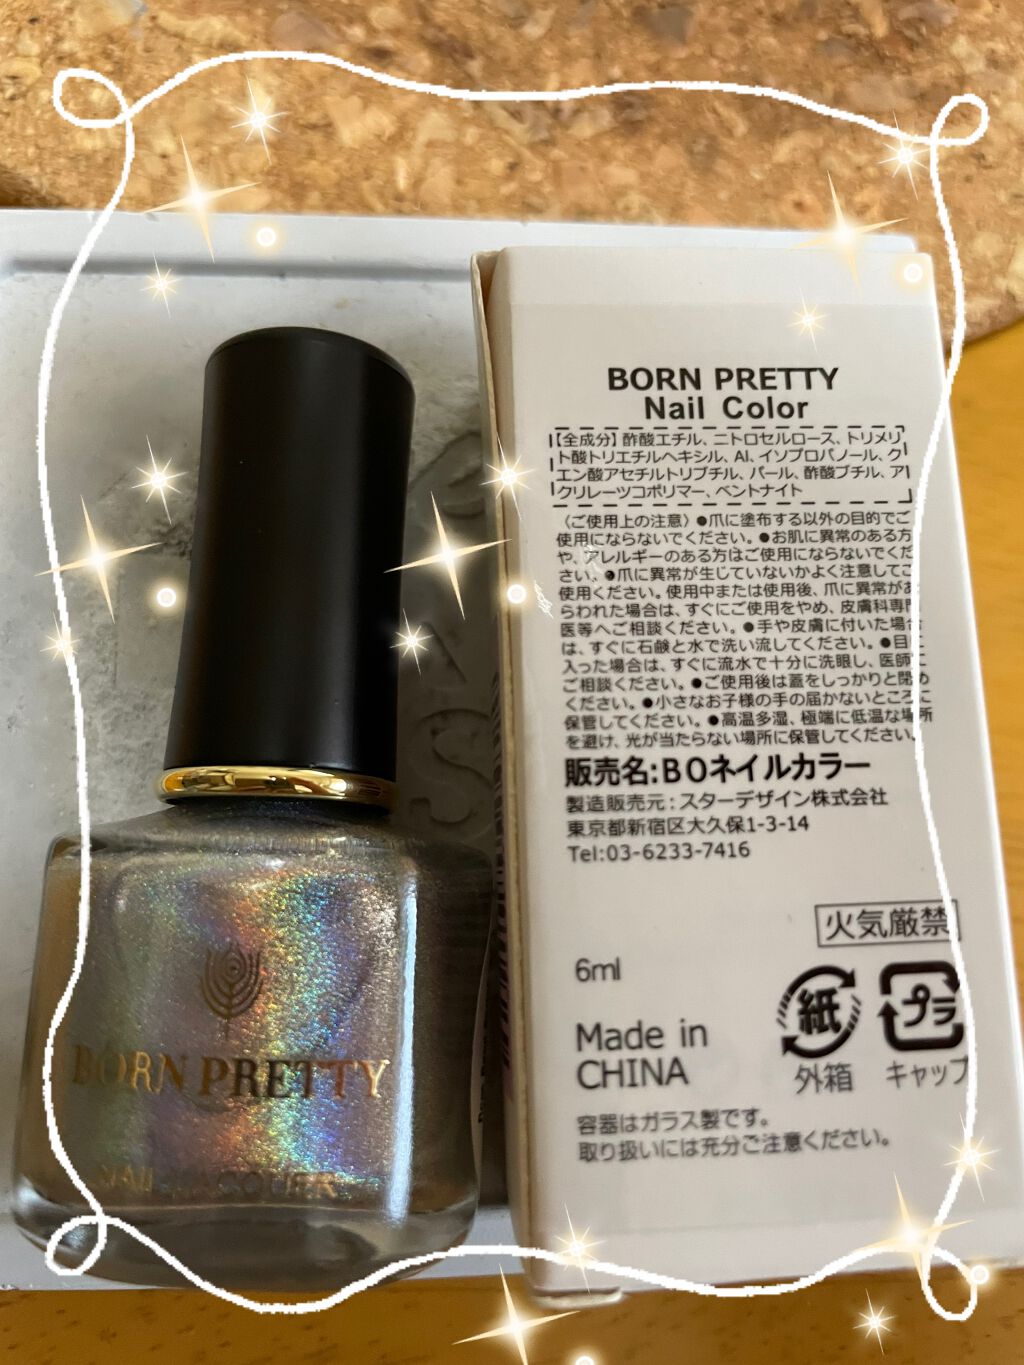 BORN PRETTY
NAIL LACQUER
BORN PRETTY
Nail Color
【全成分】酢酸エチル、ニトロセルロース、トリメリ
ト酸トリエチルヘキシル、Al、イソプロパノール、ク
エン酸アセチルトリブチル、パール、酢酸ブチル、ア
クリレーツコポリマー、ベントナイト
〈ご使用上の注意〉●爪に塗布する以外の目的でご
使用にならないでください。●お肌に異常のある方
や、アレルギーのある方はご使用にならないでくだ
さい。●爪に異常が生じていないかよく注意してご
使用ください。使用中または使用後、爪に異常があ
らわれた場合は、すぐにご使用をやめ、皮膚科専門
医等へご相談ください。●手や皮膚に付いた場合
は、すぐに石鹸と水で洗い流してください。●目に
入った場合は、すぐに流水で十分に洗眼し、医師に
ご相談ください。●ご使用後は蓋をしっかりと閉め
ください。●小さなお子様の手の届かないところに
保管してください。●高温多湿、極端に低温な場所
を避け、光が当たらない場所に保管してください。
販売名:BOネイルカラー
製造販売元:スターデザイン株式会社
東京都新宿区大久保1-3-14
Tel:03-6233-7416
火気厳禁
6ml
紙
プラ
Made in
CHINA
外箱
キャップ
容器はガラス製です。
取り扱いには充分ご注意ください。